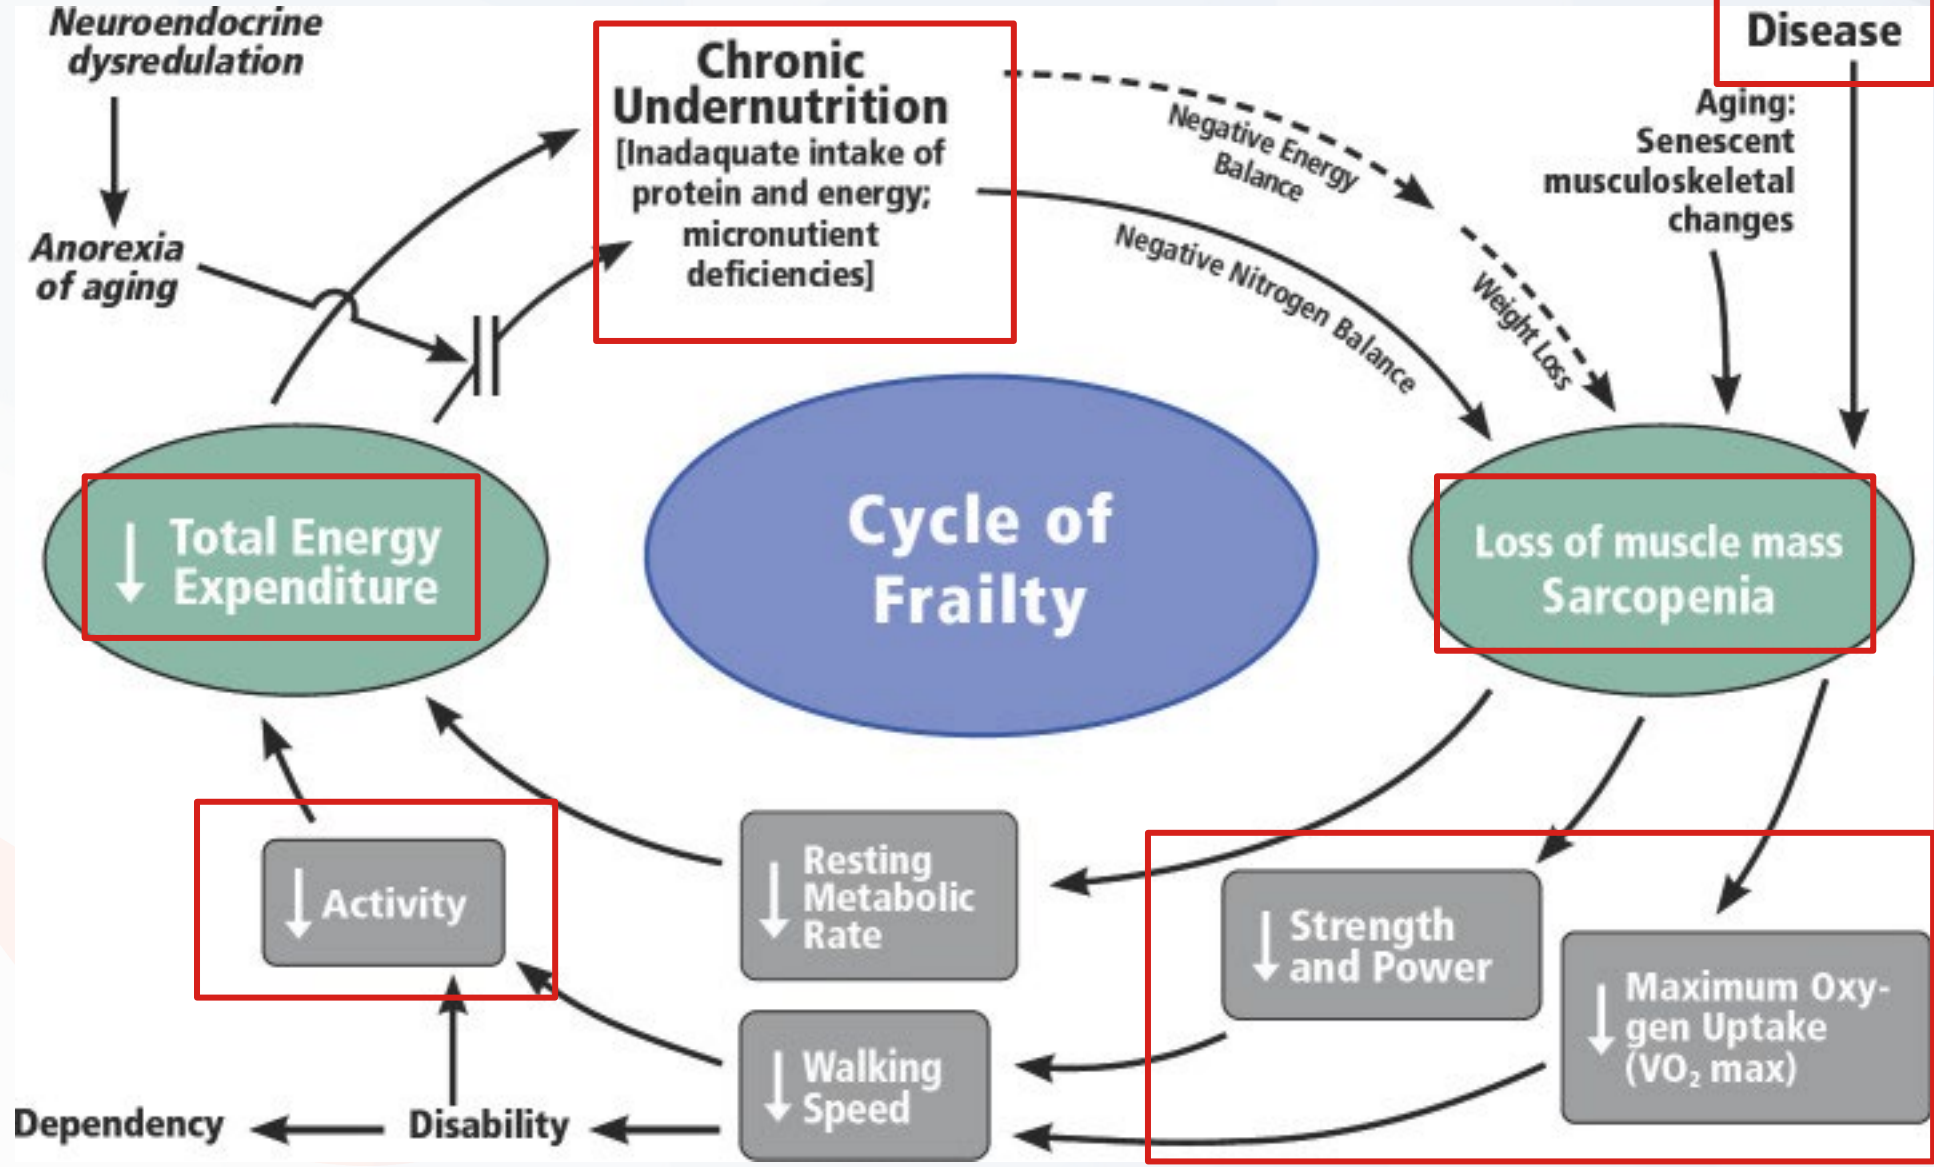 Neuroendocrine
dysredulation
Anorexia
of aging
Chronic
Undernutrition
[Inadaquate intake of
protein and energy;
micronutient
deficiencies]
Negative Energy
Balance
Negative Nitrogen Balance
Weight Loss
Disease
Aging:
Senescent
musculoskeletal
changes
Total Energy
Expenditure
Cycle of
Frailty
Loss of muscle mass
Sarcopenia
Activity
Resting
Metabolic
Rate
Strength
and Power
Maximum Oxy-
gen Uptake
(VO₂ max)
Walking
Speed
Disability
Dependency